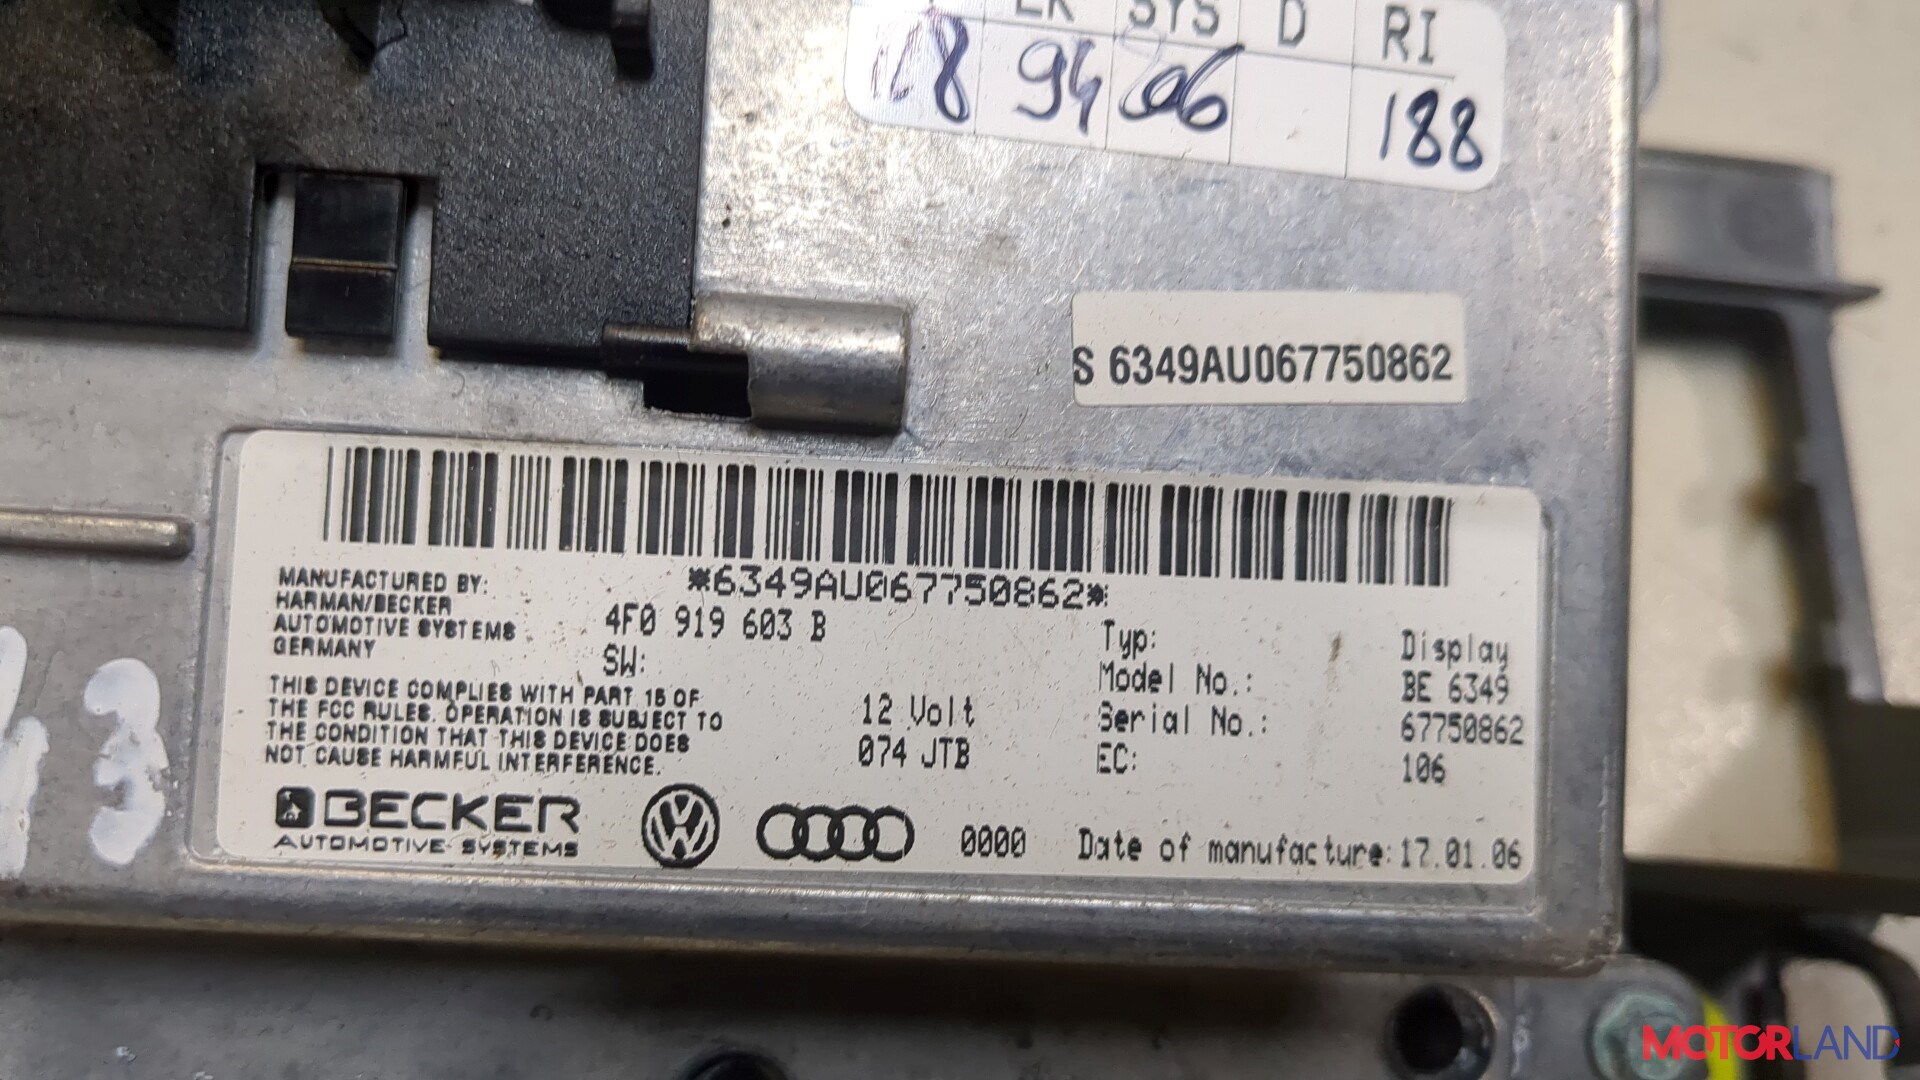 SYS D RI
94 188
S 6349AU067750862
*6349AU067750862*
MANUFACTURED BY:
HARMAN/BECKER
AUTOMOTIVE SYSTEMS
GERMANY
4F0 919 603 B
SW:
THIS DEVICE COMPLIES WITH PART 15 OF
THE FCC RULES. OPERATION IS SUBJECT TO
THE CONDITION THAT THIS DEVICE DOES
NOT CAUSE HARMFUL INTERFERENCE.
12 Volt
074 JTB
Typ: Display
Model No.: BE 6349
Serial No.: 67750862
EC: 106
BECKER
AUTOMOTIVE SYSTEMS
0000 Date of manufacture: 17.01.06
3
MOTORLAND